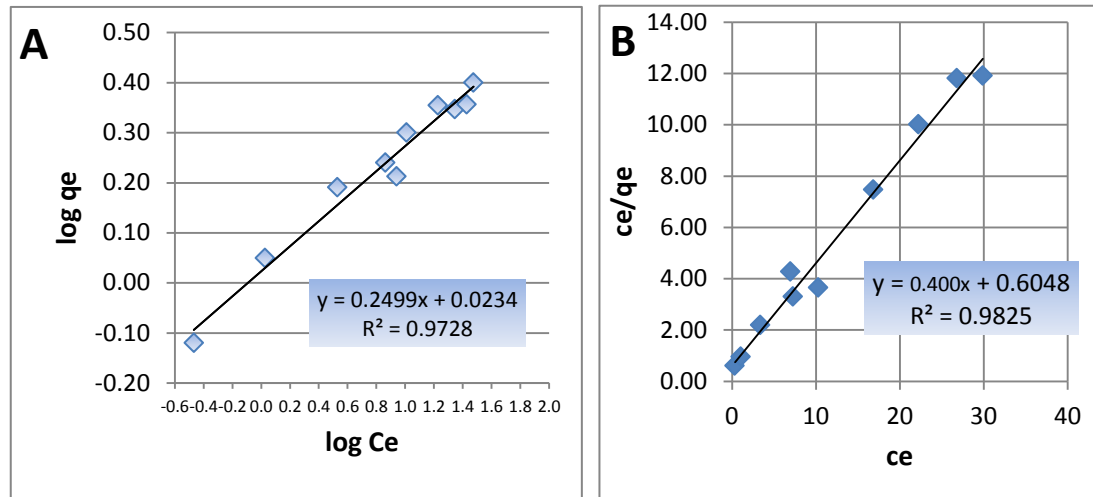 A
0.50
0.40
0.30
0.20
0.10
0.00
-0.10
-0.20
log qe
y = 0.2499x + 0.0234
R² = 0.9728
-0.6 -0.4 -0.2 0.0 0.2 0.4 0.6 0.8 1.0 1.2 1.4 1.6 1.8 2.0
log Ce
B
14.00
12.00
10.00
8.00
6.00
4.00
2.00
0.00
ce/qe
y = 0.400x + 0.6048
R² = 0.9825
0 10 20 30 40
ce